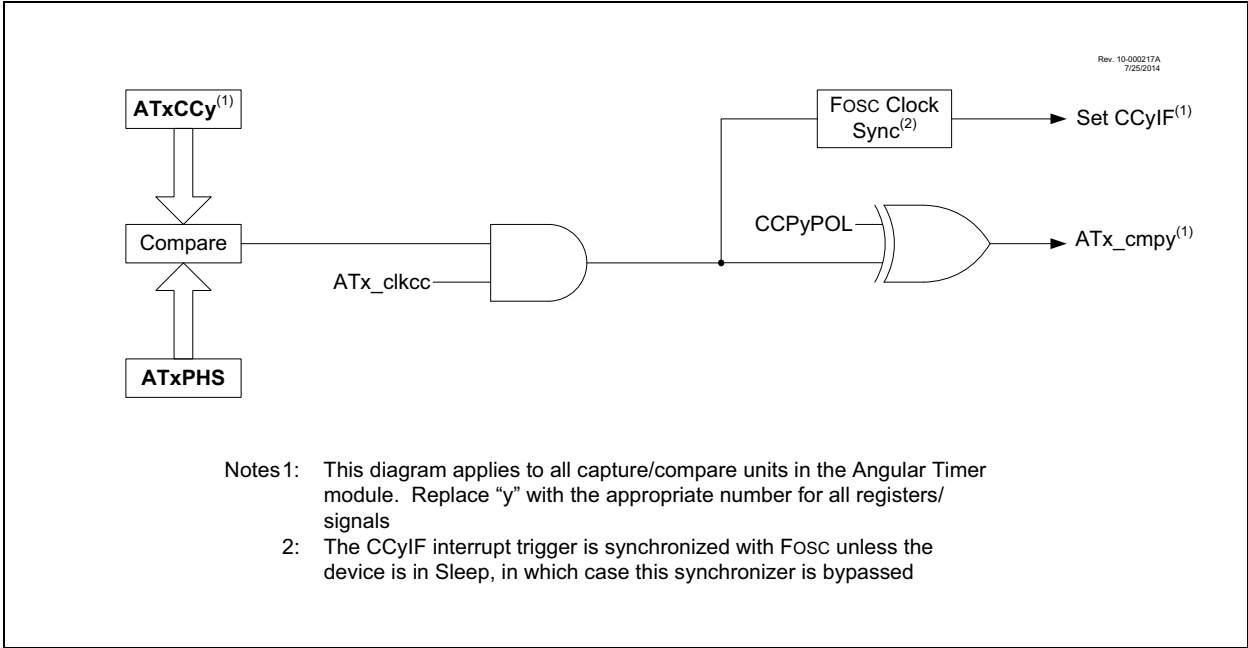 Rev. 10-000217A
7/25/2014
ATxCCy(1)
FOSC Clock
Sync(2)
Set CCyIF(1)
Compare
CCPyPOL
ATx_cmpy(1)
ATx_clkcc
ATxPHS
Notes1: This diagram applies to all capture/compare units in the Angular Timer
module. Replace “y” with the appropriate number for all registers/
signals
2: The CCyIF interrupt trigger is synchronized with FOSC unless the
device is in Sleep, in which case this synchronizer is bypassed